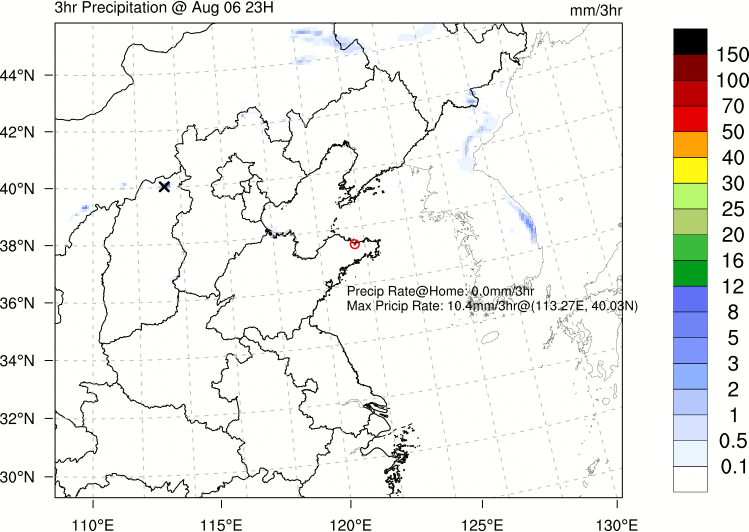 3hr Precipitation @ Aug 06 23H
mm/3hr
44°N
42°N
40°N
38°N
36°N
34°N
32°N
30°N
Precip Rate@Home: 0.0mm/3hr
Max Pricip Rate: 10.4mm/3hr@(113.27E, 40.03N)
110°E
115°E
120°E
125°E
130°E
150
100
70
50
40
30
25
20
16
12
8
5
3
2
1
0.5
0.1